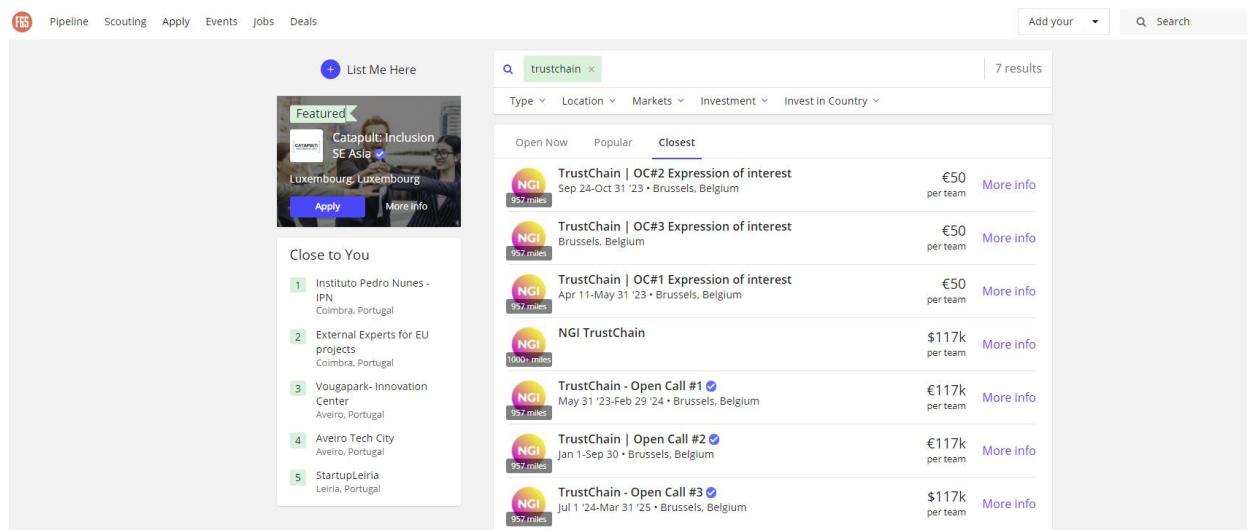 F6S Pipeline Scouting Apply Events Jobs Deals Add your Search
List Me Here
Featured
CATAPULT:
Catapult: Inclusion
SE Asia
Luxembourg, Luxembourg
Apply More info
Close to You
1 Instituto Pedro Nunes -
IPN
Coimbra, Portugal
2 External Experts for EU
projects
Coimbra, Portugal
3 Vougapark- Innovation
Center
Aveiro, Portugal
4 Aveiro Tech City
Aveiro, Portugal
5 StartupLeiria
Leiria, Portugal
trustchain × 7 results
Type Location Markets Investment Invest in Country
Open Now Popular Closest
NGI
957 miles
TrustChain | OC#2 Expression of interest
Sep 24-Oct 31 '23 • Brussels, Belgium
€50
per team
More info
NGI
957 miles
TrustChain | OC#3 Expression of interest
Brussels, Belgium
€50
per team
More info
NGI
957 miles
TrustChain | OC#1 Expression of interest
Apr 11-May 31 '23 • Brussels, Belgium
€50
per team
More info
NGI
1000+ miles
NGI TrustChain
$117k
per team
More info
NGI
957 miles
TrustChain - Open Call #1
May 31 '23-Feb 29 '24 • Brussels, Belgium
€117k
per team
More info
NGI
957 miles
TrustChain | Open Call #2
Jan 1-Sep 30 • Brussels, Belgium
€117k
per team
More info
NGI
957 miles
TrustChain - Open Call #3
Jul 1 '24-Mar 31 '25 • Brussels, Belgium
$117k
per team
More info